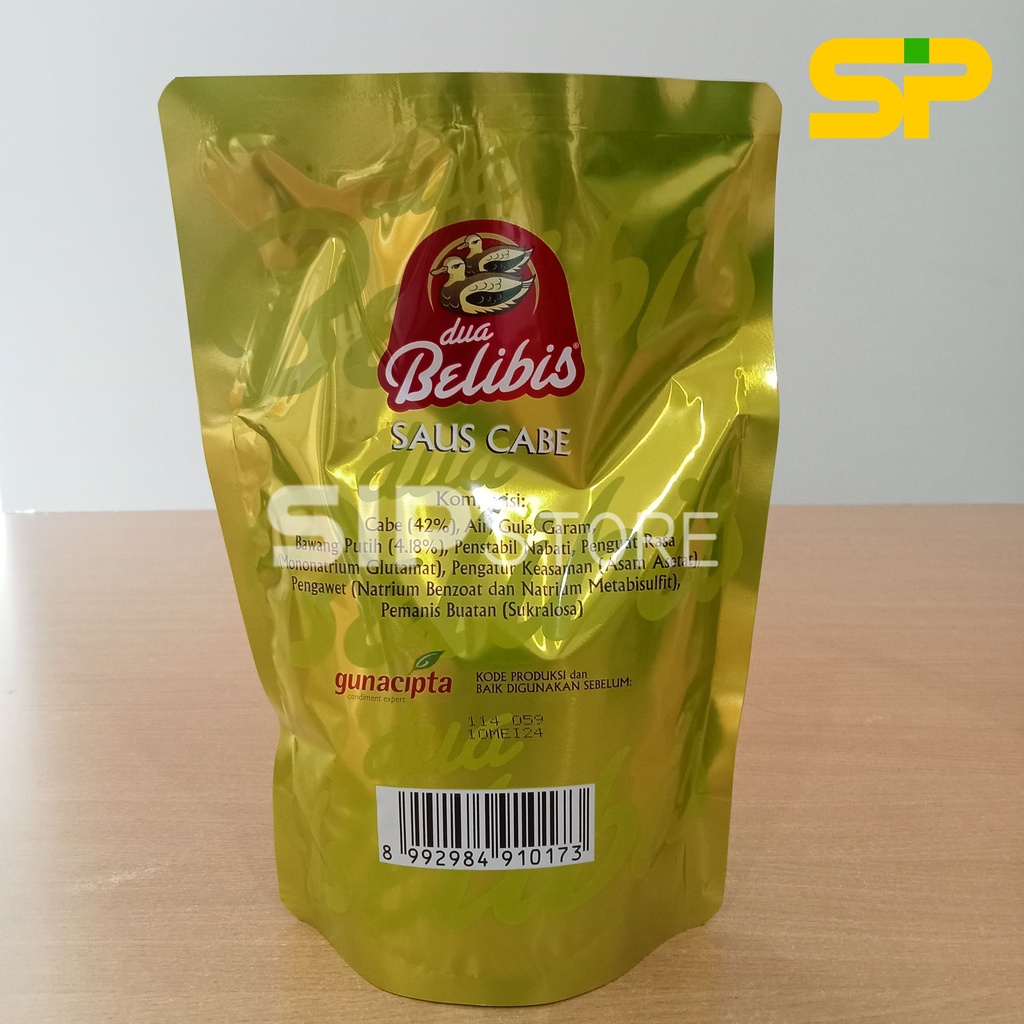 SIP
dua
Belibis®
SAUS CABE
Komposisi:
Cabe (42%), Air, Gula, Garam,
Bawang Putih (4.18%), Penstabil Nabati, Penguat Rasa
(Mononatrium Glutamat), Pengatur Keasaman (Asam Asetat),
Pengawet (Natrium Benzoat dan Natrium Metabisulfit),
Pemanis Buatan (Sukralosa)
SIP STORE
gunacipta
condiment expert
KODE PRODUKSI dan
BAIK DIGUNAKAN SEBELUM:
114 059
10MEI24
8 992984 910173